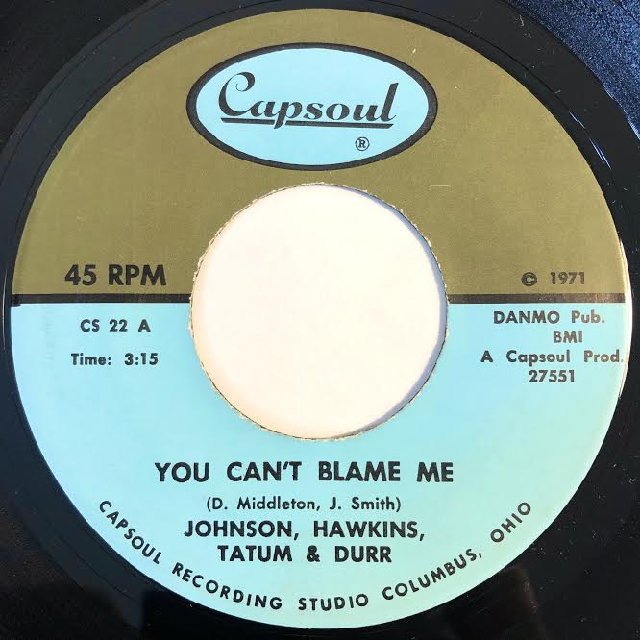 Capsoul
®
45 RPM
© 1971
CS 22 A
Time: 3:15
DANMO Pub.
BMI
A Capsoul Prod.
27551
YOU CAN'T BLAME ME
(D. Middleton, J. Smith)
JOHNSON, HAWKINS,
TATUM & DURR
CAPSOUL RECORDING STUDIO COLUMBUS, OHIO